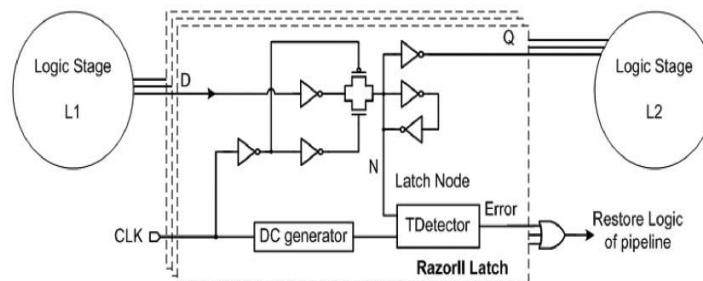 Logic Stage
L1
D
Q
Logic Stage
L2
N
Latch Node
CLK
DC generator
TDetector
Error
Restore Logic
of pipeline
RazorII Latch